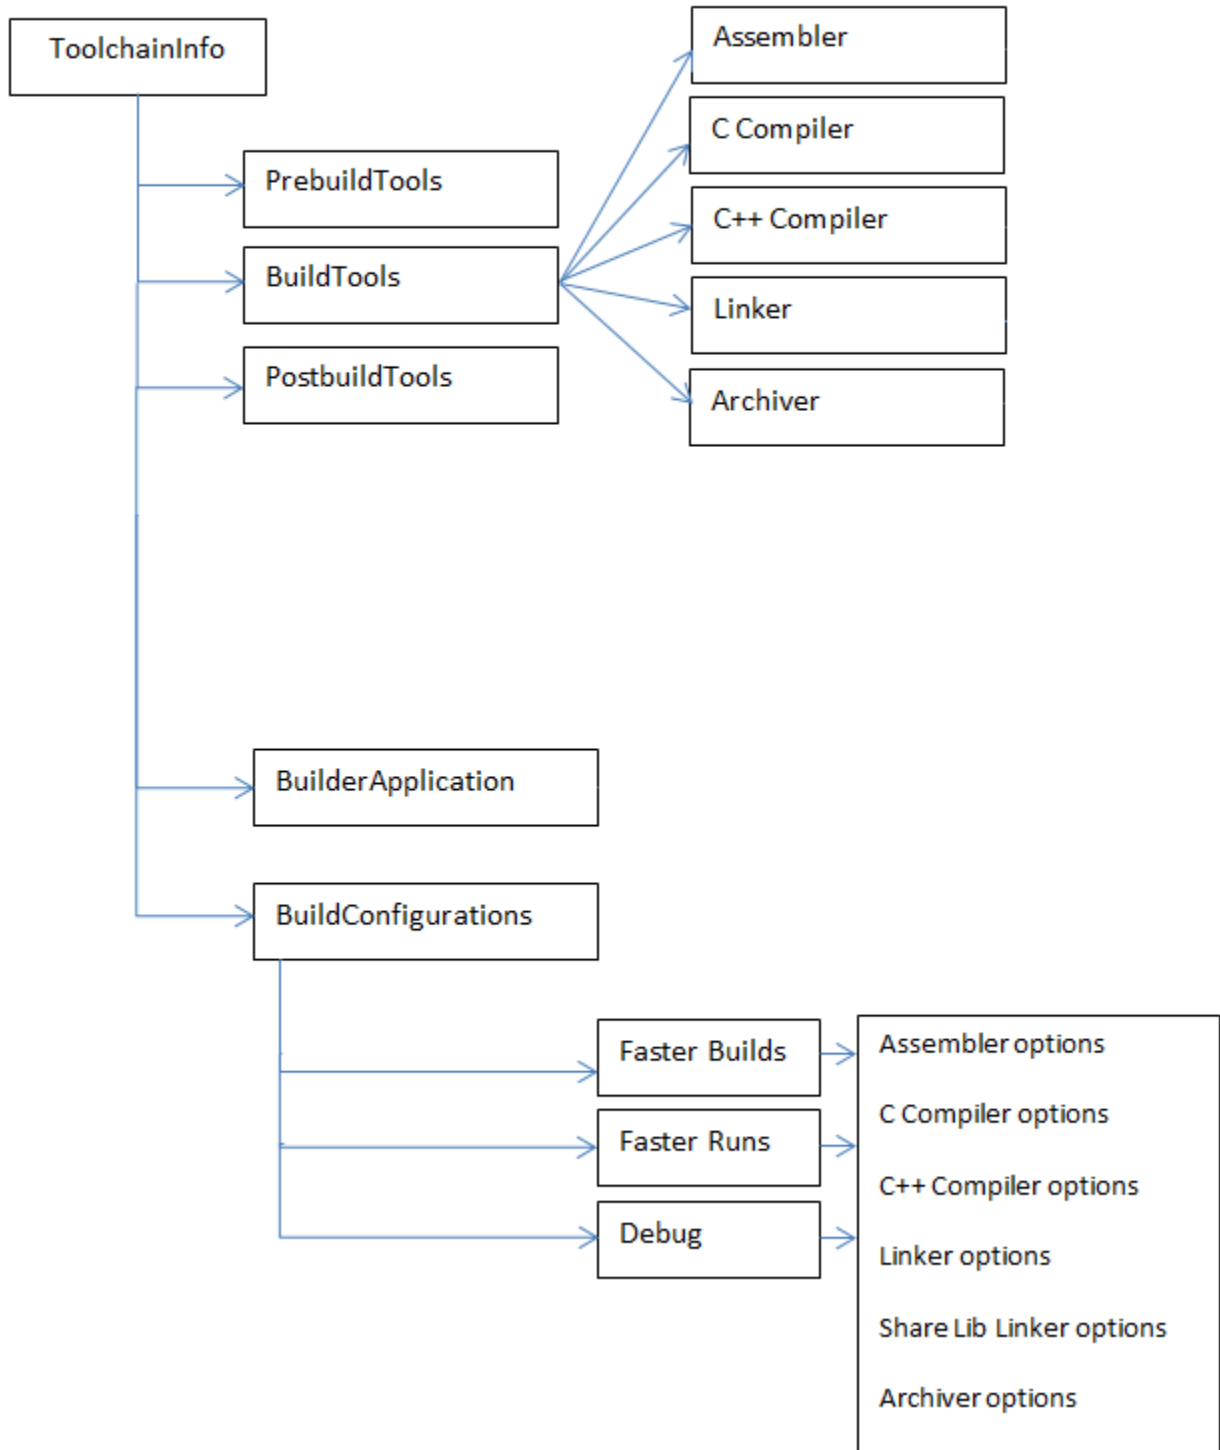 ToolchainInfo
PrebuildTools
BuildTools
PostbuildTools
Assembler
C Compiler
C++ Compiler
Linker
Archiver
BuilderApplication
BuildConfigurations
Faster Builds
Faster Runs
Debug
Assembler options
C Compiler options
C++ Compiler options
Linker options
Share Lib Linker options
Archiver options